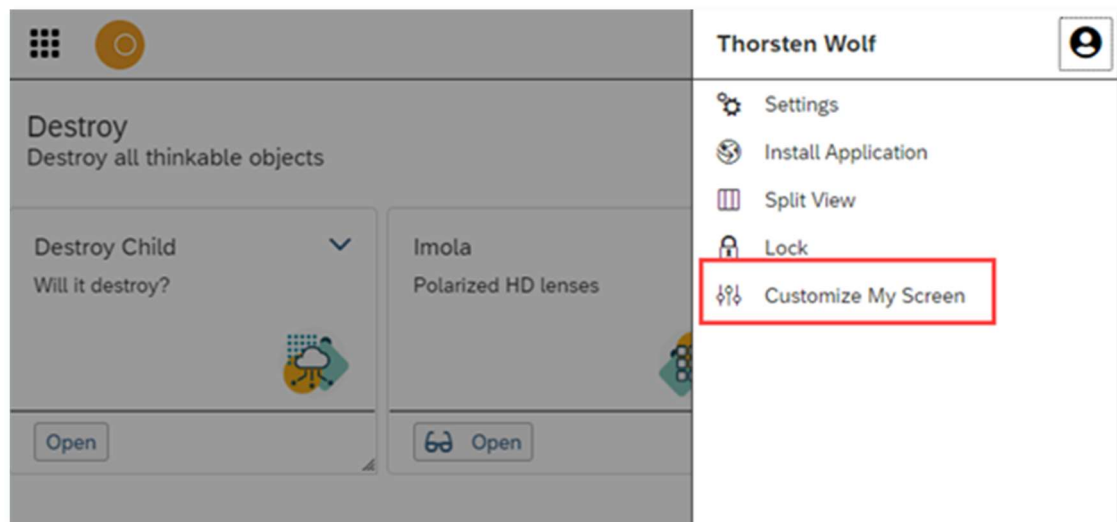 Thorsten Wolf
Destroy
Destroy all thinkable objects
Destroy Child
Will it destroy?
Open
Imola
Polarized HD lenses
Open
Settings
Install Application
Split View
Lock
Customize My Screen